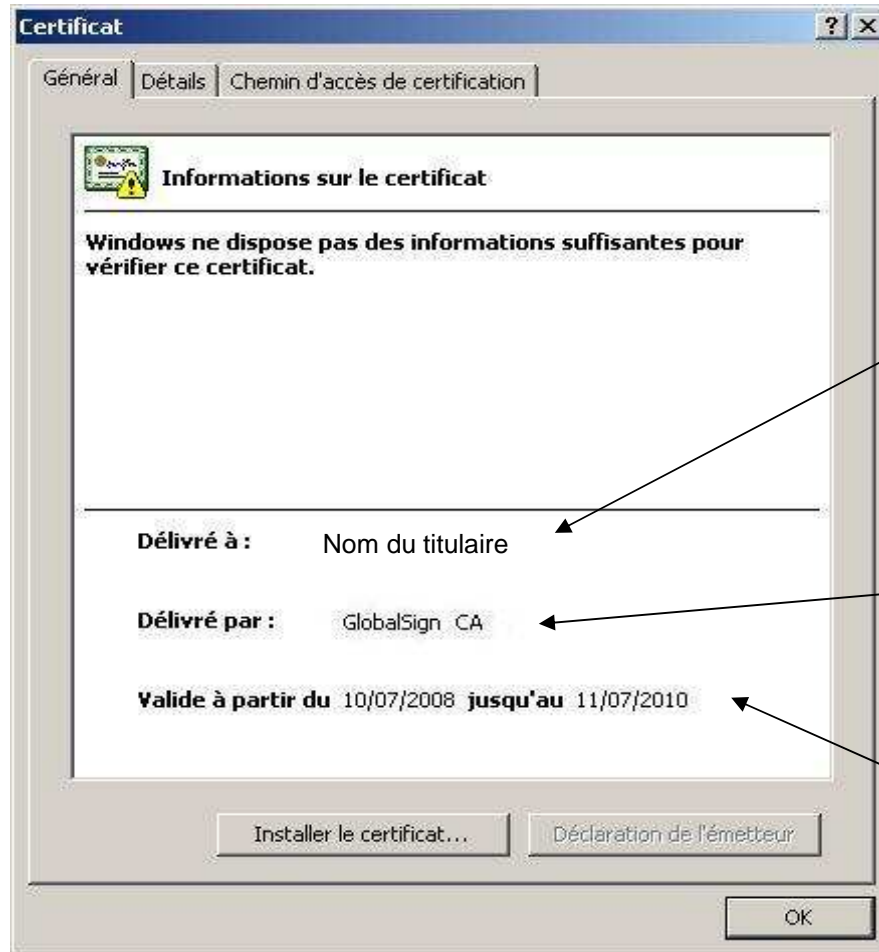 Certificat
Général Détails Chemin d'accès de certification
Informations sur le certificat
Windows ne dispose pas des informations suffisantes pour
vérifier ce certificat.
Délivré à : Nom du titulaire
Délivré par : GlobalSign CA
Valide à partir du 10/07/2008 jusqu'au 11/07/2010
Installer le certificat... Déclaration de l'émetteur
OK